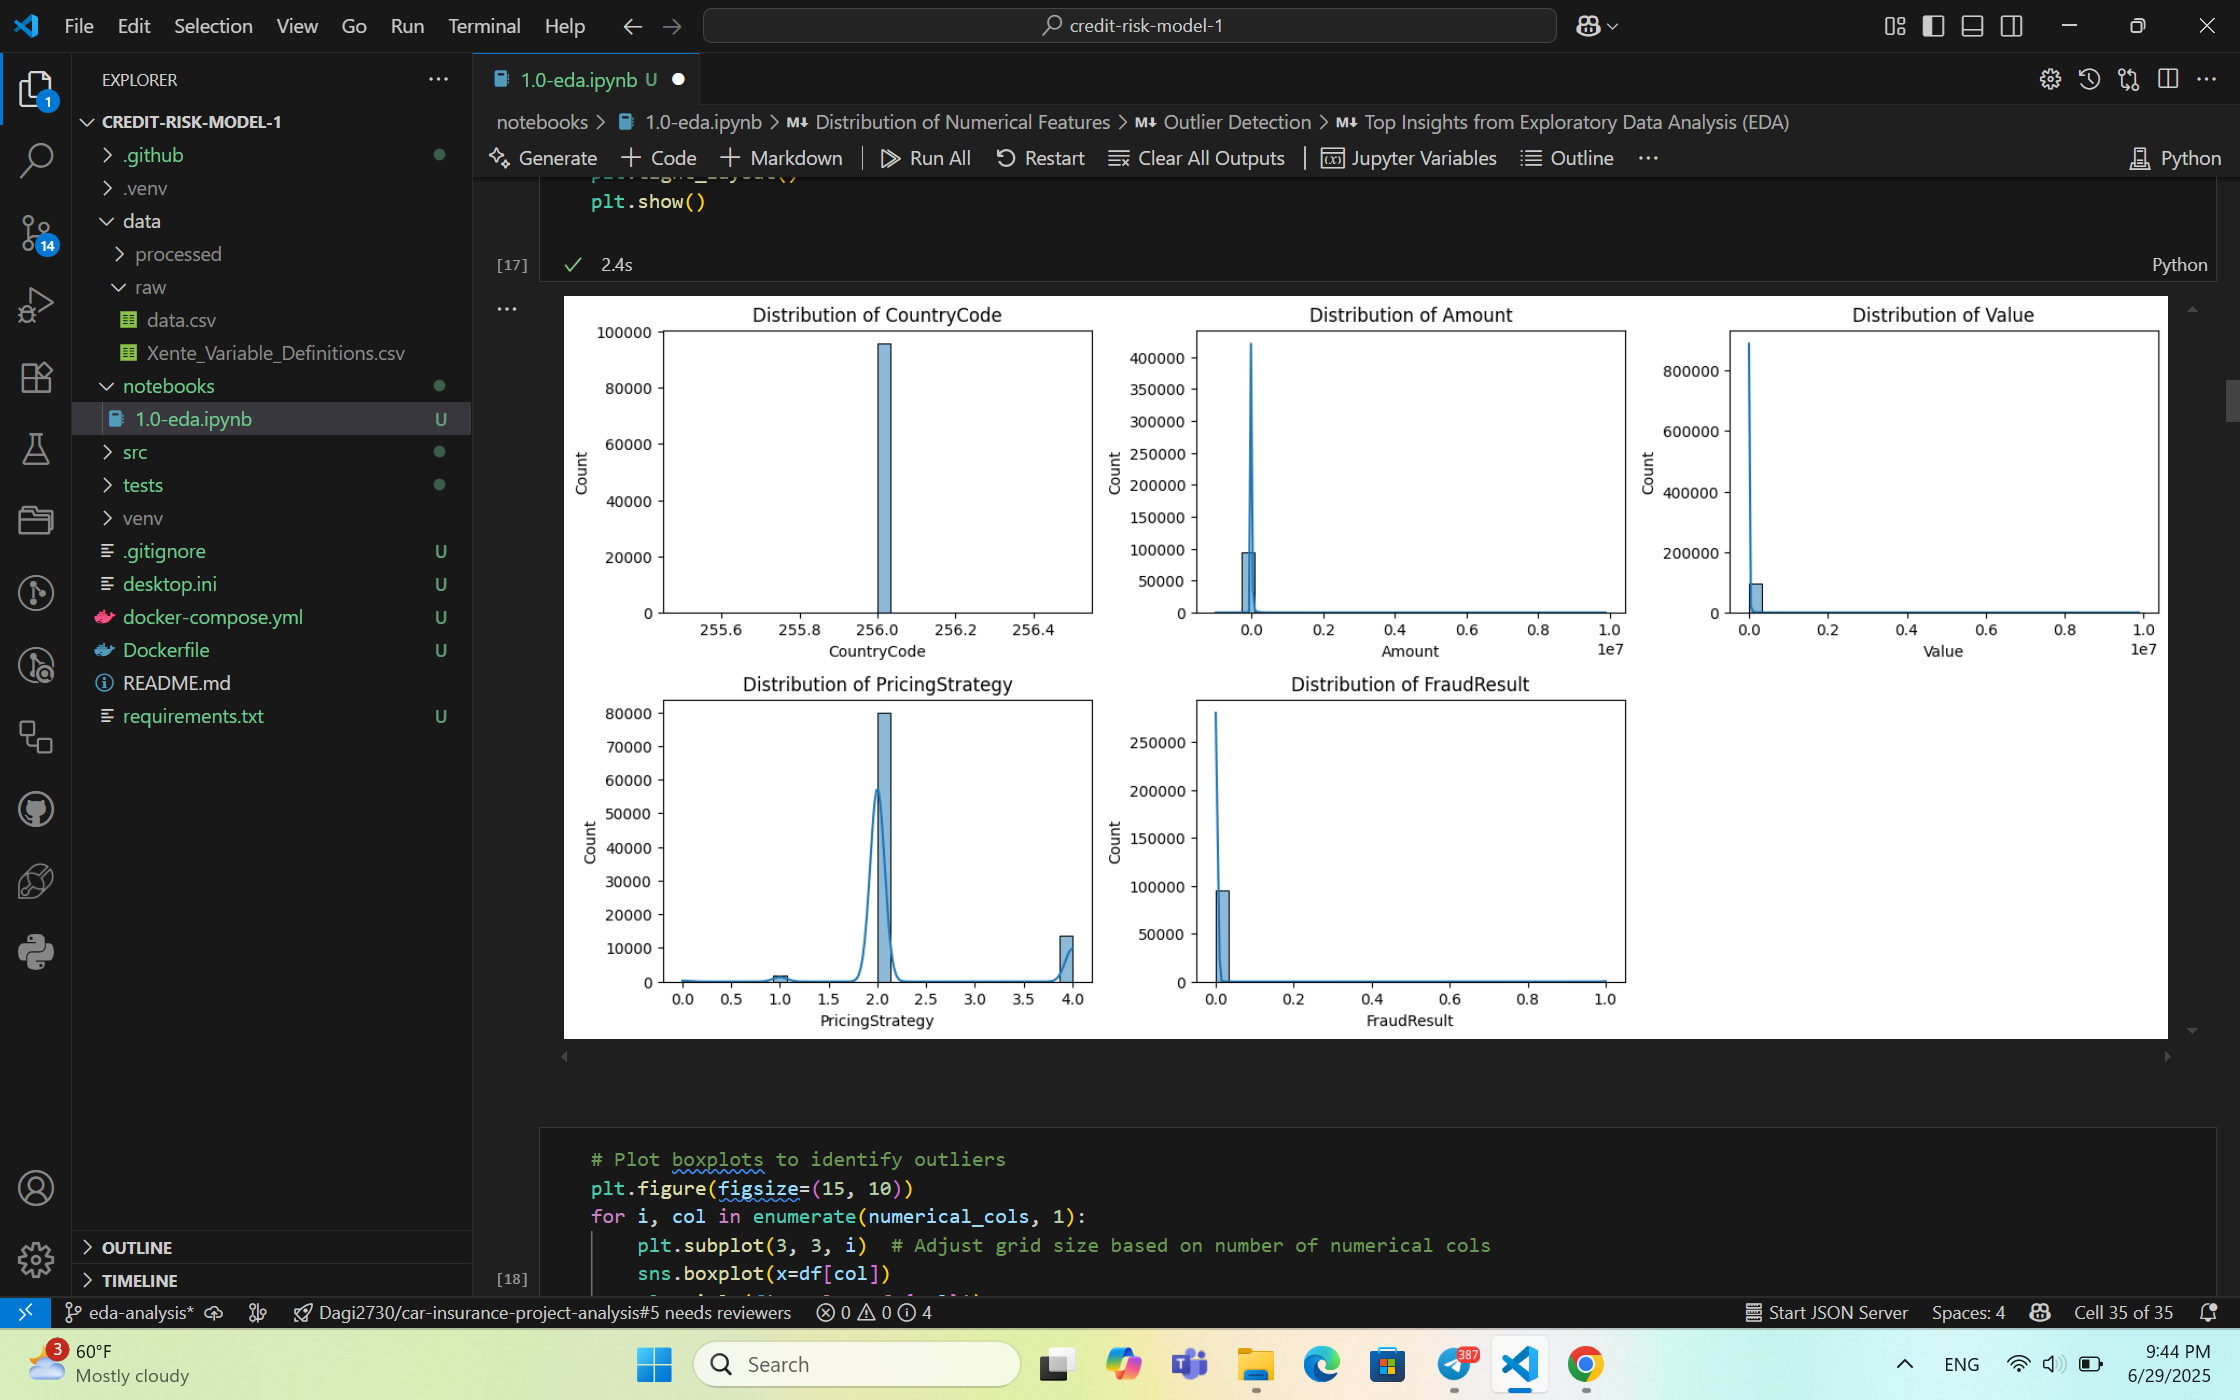 File Edit Selection View Go Run Terminal Help
credit-risk-model-1
EXPLORER
1
CREDIT-RISK-MODEL-1
.github
.venv
data
processed
raw
data.csv
Xente_Variable_Definitions.csv
notebooks
1.0-eda.ipynb U
src
tests
venv
.gitignore U
desktop.ini U
docker-compose.yml U
Dockerfile U
README.md
requirements.txt U
14
OUTLINE
TIMELINE
1.0-eda.ipynb U
notebooks > 1.0-eda.ipynb > M↓ Distribution of Numerical Features > M↓ Outlier Detection > M↓ Top Insights from Exploratory Data Analysis (EDA)
Generate + Code + Markdown Run All Restart Clear All Outputs Jupyter Variables Outline ... Python
plt.tight_layout()
plt.show()
[17] 2.4s Python
Distribution of CountryCode
100000
80000
60000
40000
20000
0
Count
255.6 255.8 256.0 256.2 256.4
CountryCode
Distribution of Amount
400000
350000
300000
250000
200000
150000
100000
50000
0
Count
0.0 0.2 0.4 0.6 0.8 1.0
1e7
Amount
Distribution of Value
800000
600000
400000
200000
0
Count
0.0 0.2 0.4 0.6 0.8 1.0
1e7
Value
Distribution of PricingStrategy
80000
70000
60000
50000
40000
30000
20000
10000
0
Count
0.0 0.5 1.0 1.5 2.0 2.5 3.0 3.5 4.0
PricingStrategy
Distribution of FraudResult
250000
200000
150000
100000
50000
0
Count
0.0 0.2 0.4 0.6 0.8 1.0
FraudResult
# Plot boxplots to identify outliers
plt.figure(figsize=(15, 10))
for i, col in enumerate(numerical_cols, 1):
plt.subplot(3, 3, i) # Adjust grid size based on number of numerical cols
sns.boxplot(x=df[col])
[18]
eda-analysis* Dagi2730/car-insurance-project-analysis#5 needs reviewers 0 0 4 Start JSON Server Spaces: 4 Cell 35 of 35
3
60°F
Mostly cloudy
Search
387
ENG
9:44 PM
6/29/2025